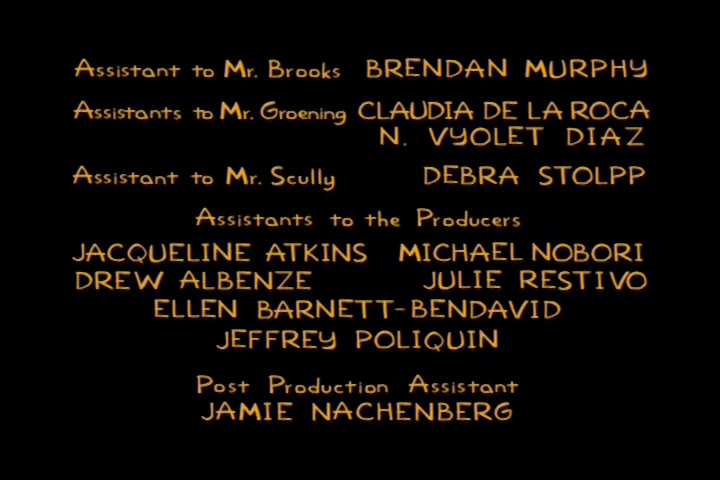 Assistant to Mr. Brooks BRENDAN MURPHY
Assistants to Mr. Groening CLAUDIA DE LA ROCA
N. VYOLET DIAZ
Assistant to Mr. Scully DEBRA STOLPP
Assistants to the Producers
JACQUELINE ATKINS MICHAEL NOBORI
DREW ALBENZE JULIE RESTIVO
ELLEN BARNETT-BENDAVID
JEFFREY POLIQUIN
Post Production Assistant
JAMIE NACHENBERG